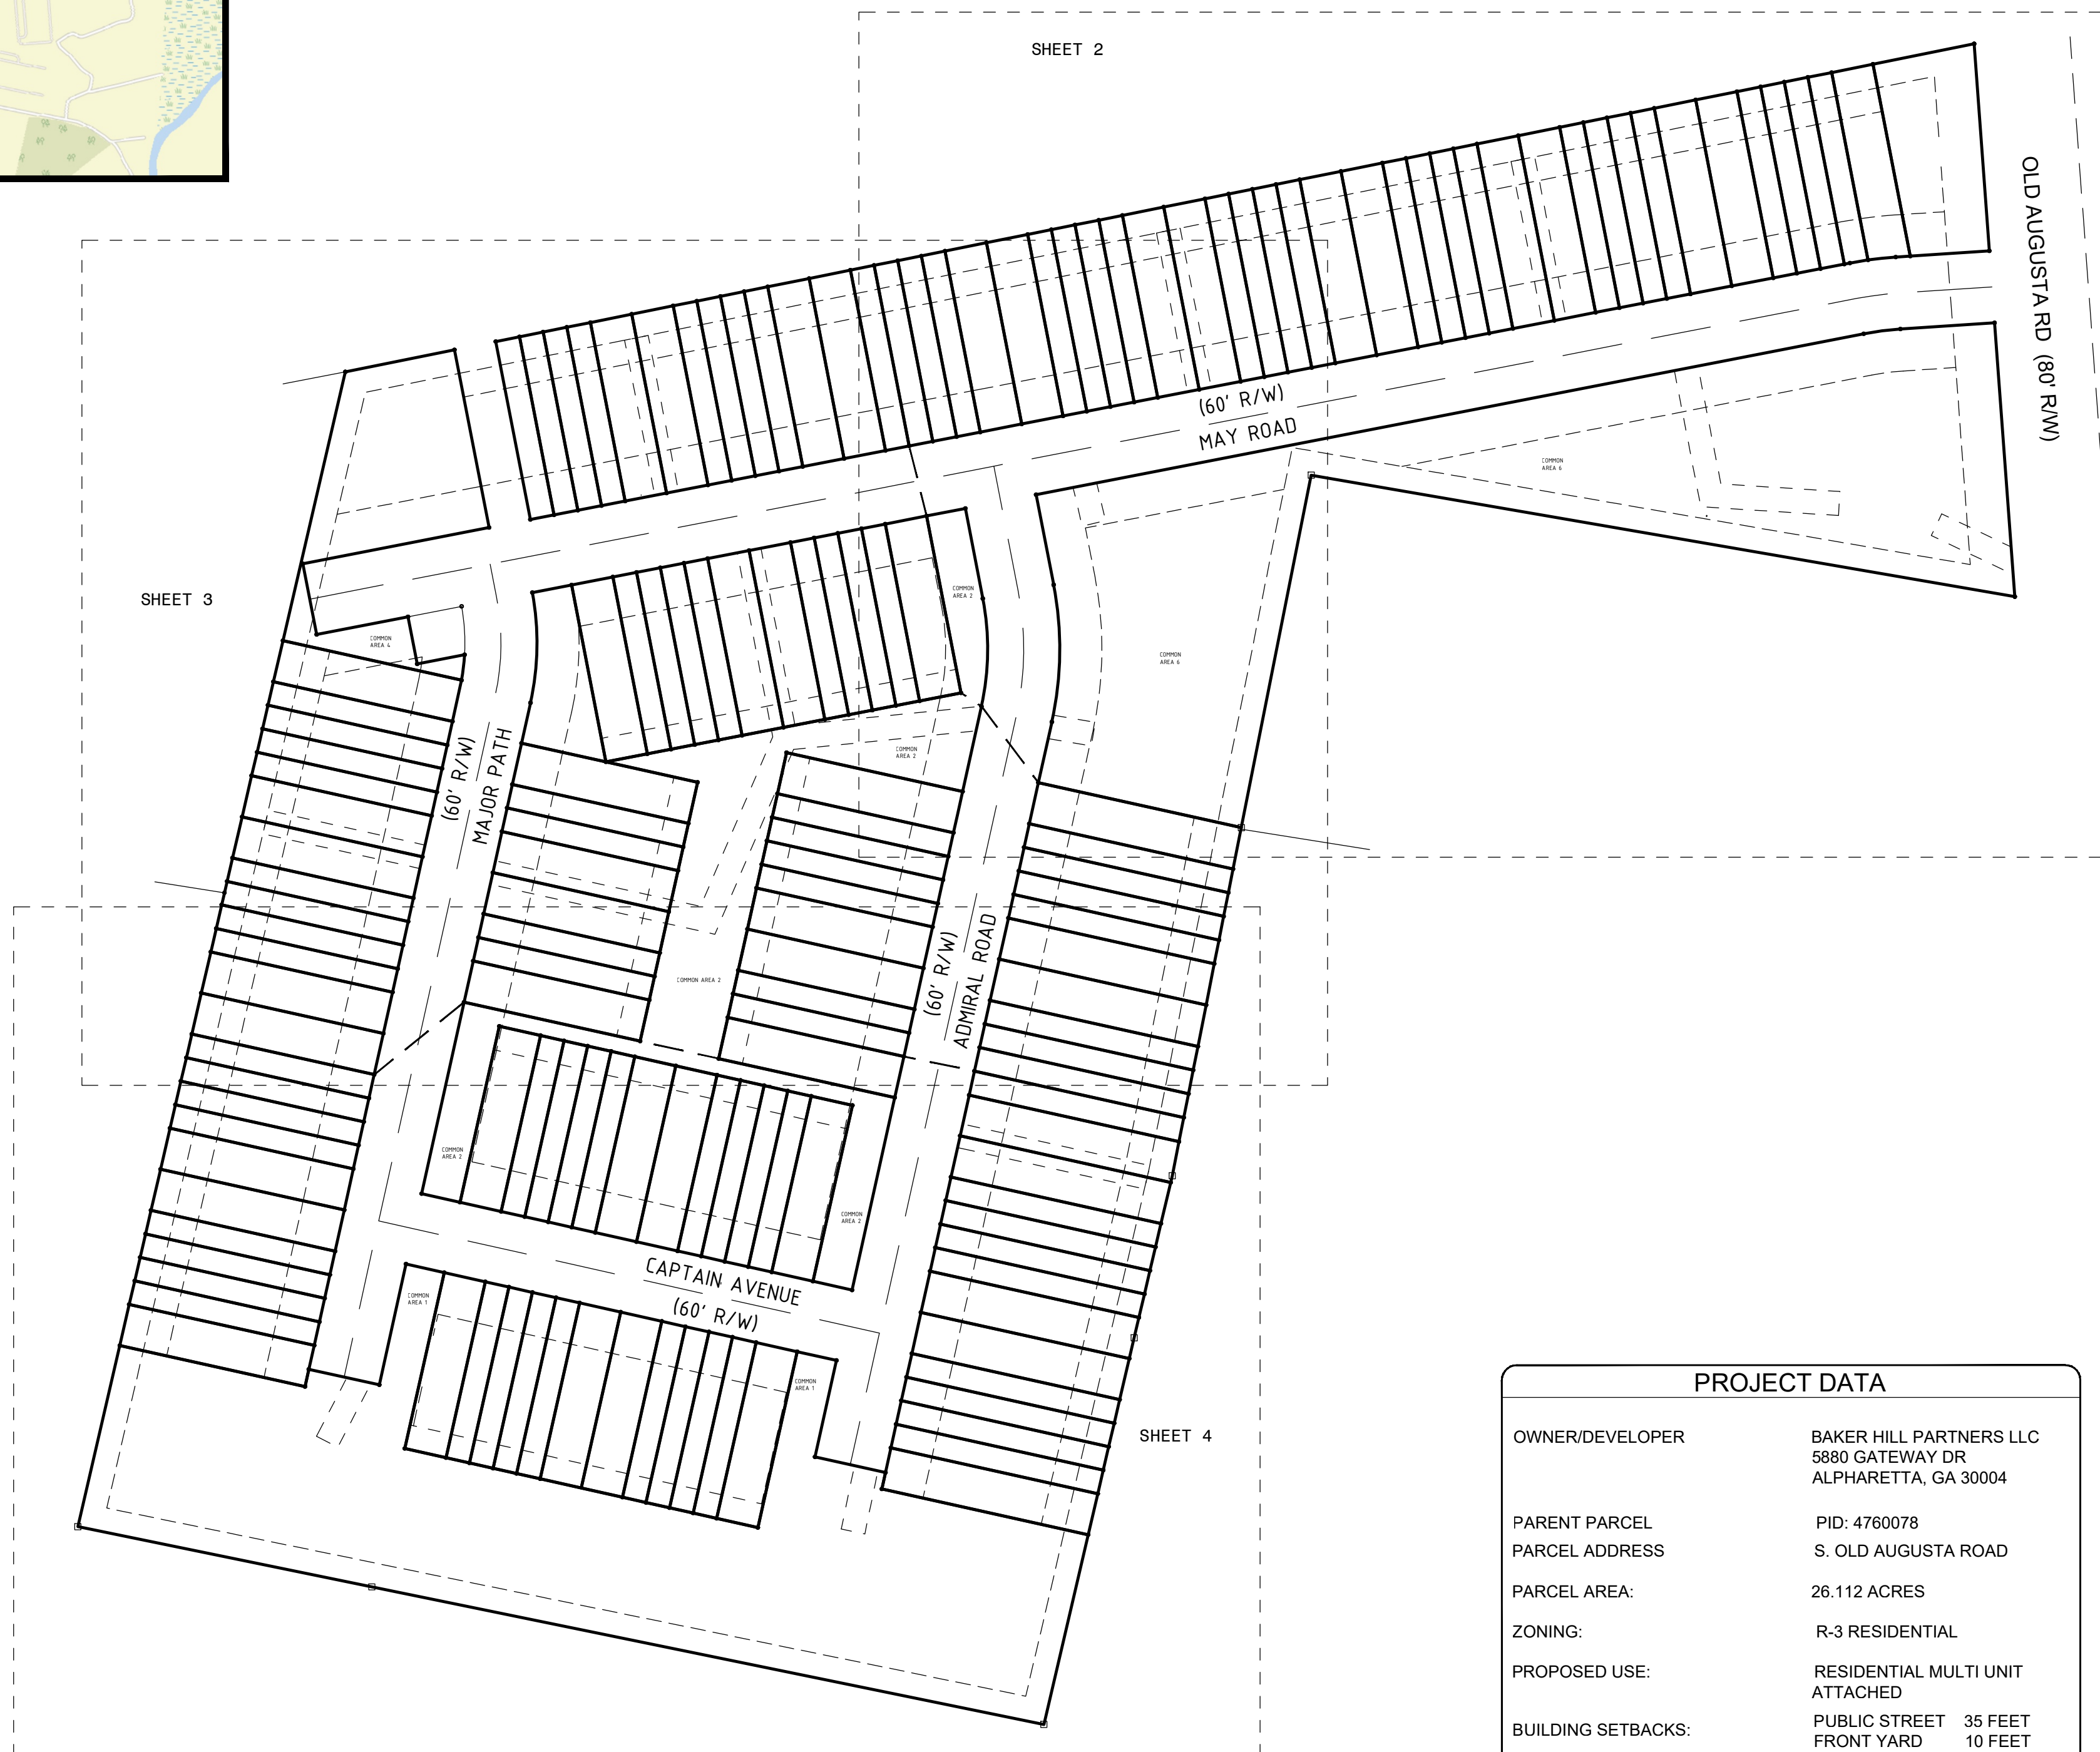 SHEET 2
OLD AUGUSTA RD (80' R/W)
(60' R/W)
MAY ROAD
COMMON
AREA 6
SHEET 3
COMMON
AREA 2
COMMON
AREA 4
COMMON
AREA 6
(60' R/W)
MAJOR PATH
COMMON
AREA 2
COMMON AREA 2
(60' R/W)
ADMIRAL ROAD
COMMON
AREA 2
COMMON
AREA 2
CAPTAIN AVENUE
(60' R/W)
COMMON
AREA 1
COMMON
AREA 1
SHEET 4
PROJECT DATA
OWNER/DEVELOPER BAKER HILL PARTNERS LLC
5880 GATEWAY DR
ALPHARETTA, GA 30004
PARENT PARCEL PID: 4760078
PARCEL ADDRESS S. OLD AUGUSTA ROAD
PARCEL AREA: 26.112 ACRES
ZONING: R-3 RESIDENTIAL
PROPOSED USE: RESIDENTIAL MULTI UNIT
ATTACHED
BUILDING SETBACKS: PUBLIC STREET 35 FEET
FRONT YARD 10 FEET